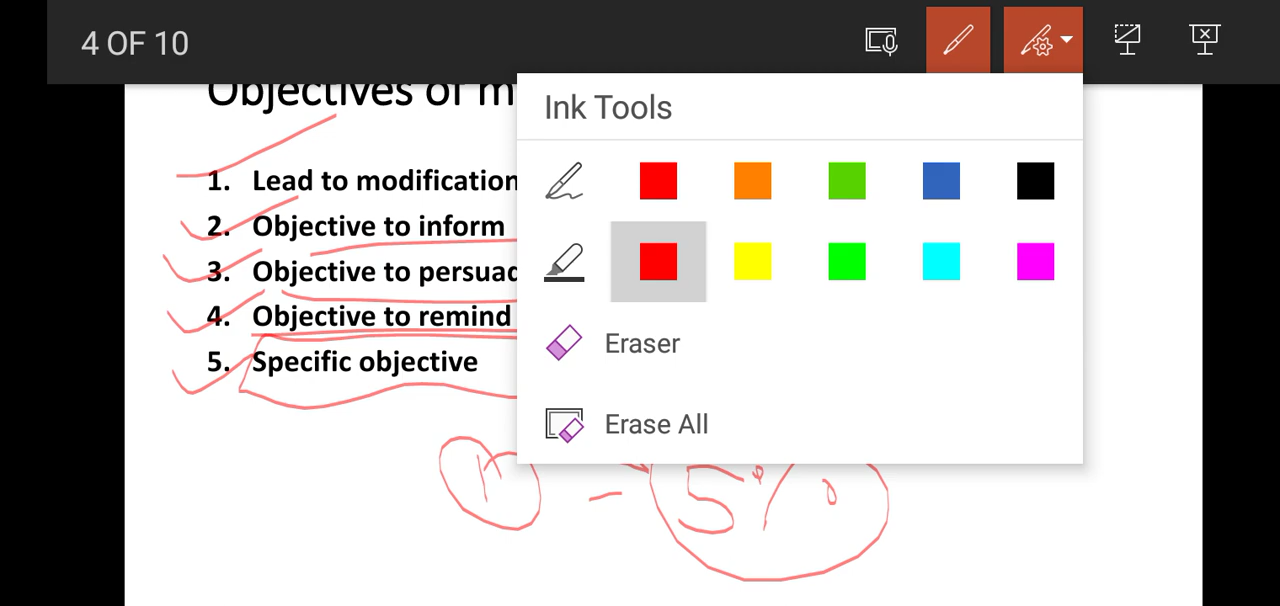 4 OF 10
Objectives of m
Ink Tools
1. Lead to modification
2. Objective to inform
3. Objective to persuad
4. Objective to remind
5. Specific objective
Eraser
Erase All
- 5%